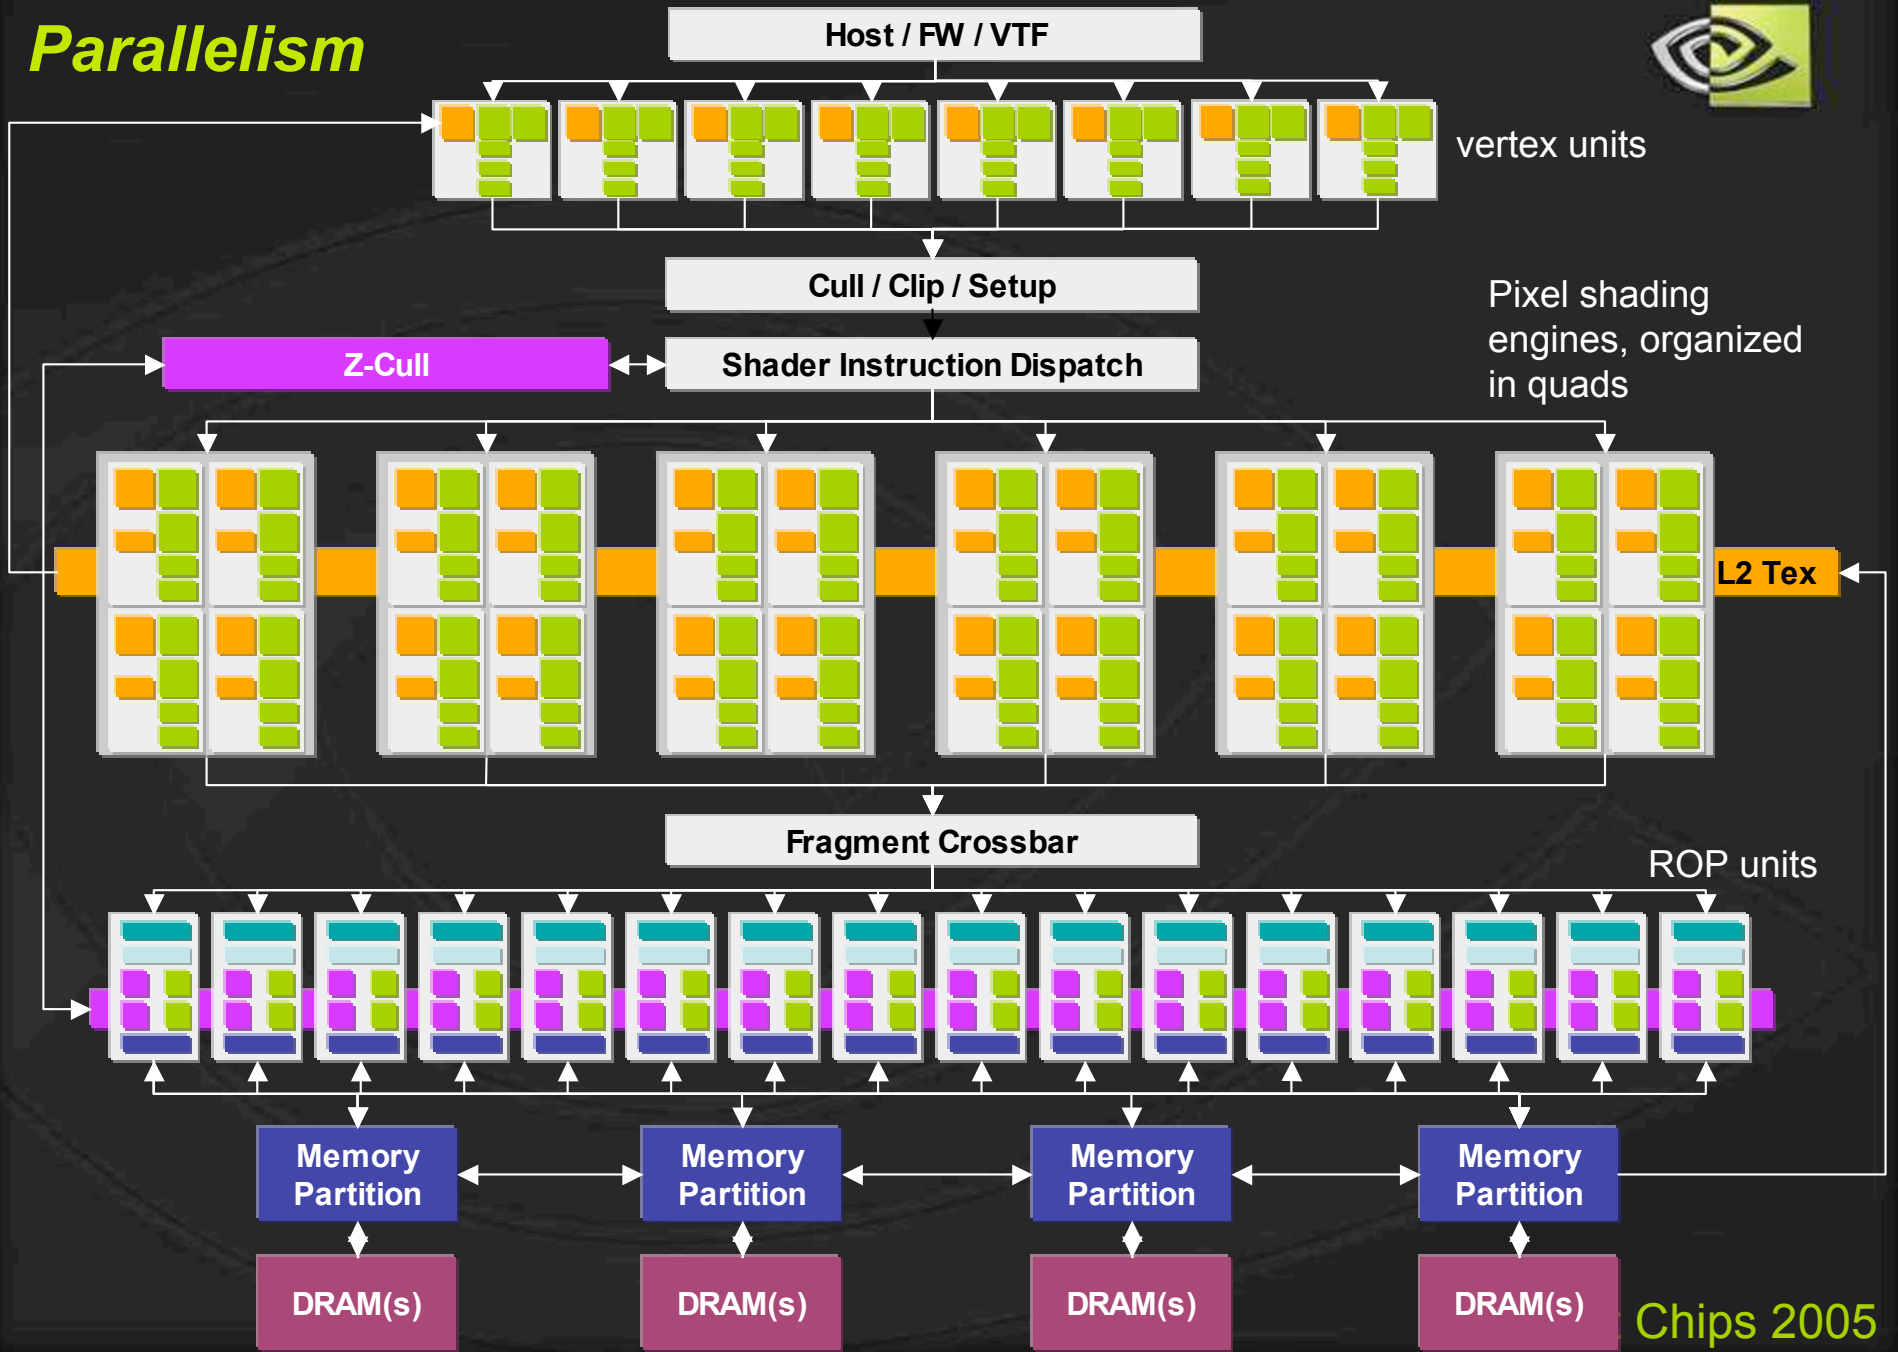 Parallelism
Host / FW / VTF
vertex units
Cull / Clip / Setup
Pixel shading
engines, organized
in quads
Z-Cull
Shader Instruction Dispatch
L2 Tex
Fragment Crossbar
ROP units
Memory
Partition
Memory
Partition
Memory
Partition
Memory
Partition
DRAM(s)
DRAM(s)
DRAM(s)
DRAM(s)
Chips 2005